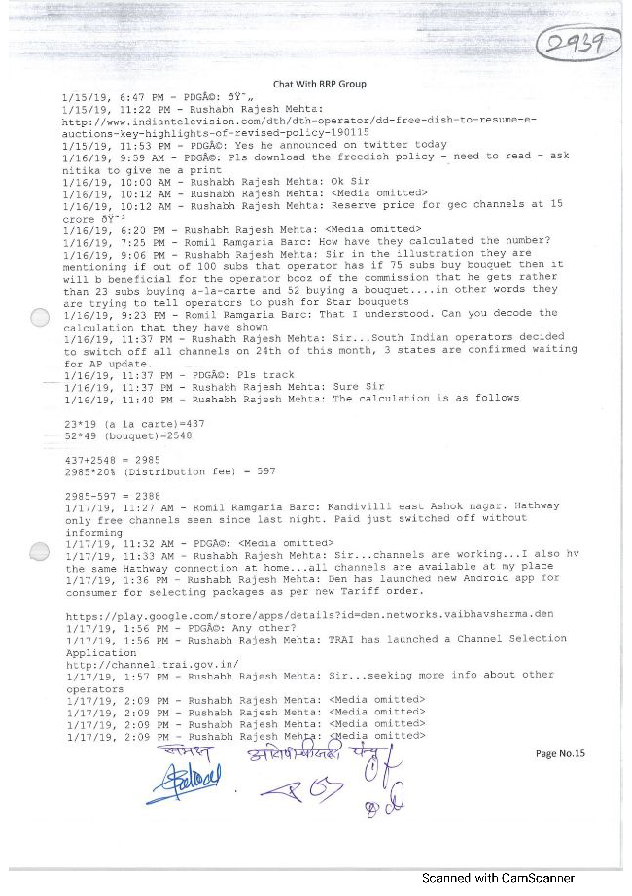 2939
Chat With RRP Group
1/15/19, 6:47 PM - PDGÂ©: ðŸ˜„
1/15/19, 11:22 PM - Rushabh Rajesh Mehta:
http://www.indiantelevision.com/dth/dth-operator/dd-free-dish-to-resume-e-
auctions-key-highlights-of-revised-policy-190115
1/15/19, 11:53 PM - PDGÂ©: Yes he announced on twitter today
1/16/19, 9:59 AM - PDGÂ©: Pls download the freedish policy - need to read - ask
nitika to give me a print
1/16/19, 10:00 AM - Rushabh Rajesh Mehta: Ok Sir
1/16/19, 10:12 AM - Rushabh Rajesh Mehta: <Media omitted>
1/16/19, 10:12 AM - Rushabh Rajesh Mehta: Reserve price for gec channels at 15
crore
1/16/19, 6:20 PM - Rushabh Rajesh Mehta: <Media omitted>
1/16/19, 7:25 PM - Romil Ramgaria Barc: How have they calculated the number?
1/16/19, 9:06 PM - Rushabh Rajesh Mehta: Sir in the illustration they are
mentioning if out of 100 subs that operator has if 75 subs buy bouquet then it
will b beneficial for the operator bcoz of the commission that he gets rather
than 23 subs buying a-la-carte and 52 buying a bouquet....in other words they
are trying to tell operators to push for Star bouquets
1/16/19, 9:23 PM - Romil Ramgaria Barc: That I understood. Can you decode the
calculation that they have shown
1/16/19, 11:37 PM - Rushabh Rajesh Mehta: Sir...South Indian operators decided
to switch off all channels on 24th of this month, 3 states are confirmed waiting
for AP update
1/16/19, 11:37 PM - PDGÂ©: Pls track
1/16/19, 11:37 PM - Rushabh Rajesh Mehta: Sure Sir
1/16/19, 11:40 PM - Rushabh Rajesh Mehta: The calculation is as follows
23*19 (a la carte)=437
52*49 (bouquet)=2548
437+2548 = 2985
2985*20% (Distribution fee) = 597
2985-597 = 2388
1/17/19, 11:27 AM - Romil Ramgaria Barc: Kandivilli east Ashok nagar. Hathway
only free channels seen since last night. Paid just switched off without
informing
1/17/19, 11:32 AM - PDGÂ©: <Media omitted>
1/17/19, 11:33 AM - Rushabh Rajesh Mehta: Sir...channels are working...I also hv
the same Hathway connection at home...all channels are available at my place
1/17/19, 1:36 PM - Rushabh Rajesh Mehta: Den has launched new Android app for
consumer for selecting packages as per new Tariff order.
https://play.google.com/store/apps/details?id=den.networks.vaibhavsharma.den
1/17/19, 1:56 PM - PDGÂ©: Any other?
1/17/19, 1:56 PM - Rushabh Rajesh Mehta: TRAI has launched a Channel Selection
Application
http://channel.trai.gov.in/
1/17/19, 1:57 PM - Rushabh Rajesh Mehta: Sir...seeking more info about other
operators
1/17/19, 2:09 PM - Rushabh Rajesh Mehta: <Media omitted>
1/17/19, 2:09 PM - Rushabh Rajesh Mehta: <Media omitted>
1/17/19, 2:09 PM - Rushabh Rajesh Mehta: <Media omitted>
1/17/19, 2:09 PM - Rushabh Rajesh Mehta: <Media omitted>
समक्ष
Page No.15
Scanned with CamScanner